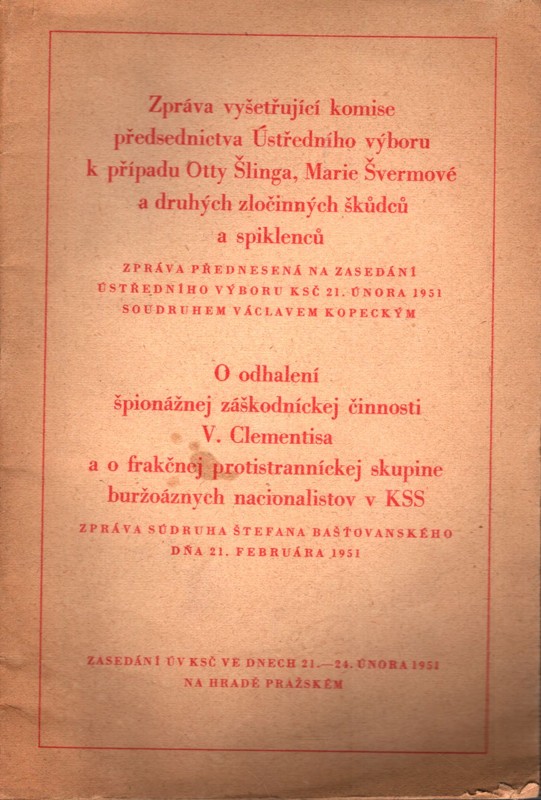 Zpráva vyšetřující komise
předsednictva Ústředního výboru
k případu Otty Šlinga, Marie Švermové
a druhých zločinných škůdců
a spiklenců
ZPRÁVA PŘEDNESENÁ NA ZASEDÁNÍ
ÚSTŘEDNÍHO VÝBORU KSČ 21. ÚNORA 1951
SOUDRUHEM VÁCLAVEM KOPECKÝM
O odhalení
špionážnej záškodníckej činnosti
V. Clementisa
a o frakčnej protistranníckej skupine
buržoáznych nacionalistov v KSS
ZPRÁVA SÚDRUHA ŠTEFANA BAŠŤOVANSKÉHO
DŇA 21. FEBRUÁRA 1951
ZASEDÁNÍ ÚV KSČ VE DNECH 21.—24. ÚNORA 1951
NA HRADĚ PRAŽSKÉM